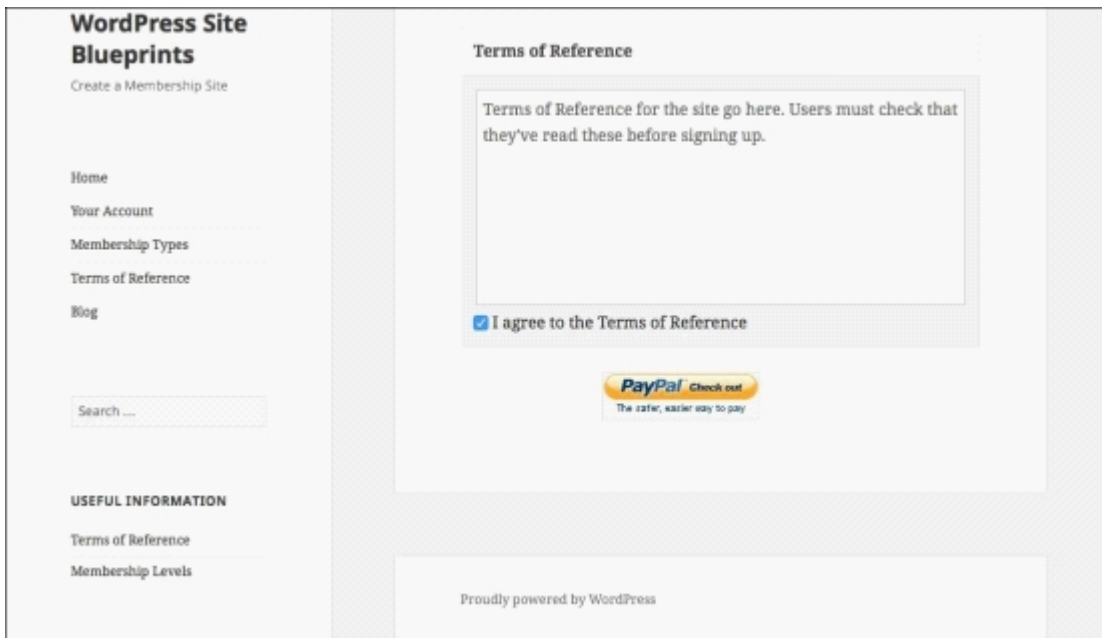 WordPress Site
Blueprints
Create a Membership Site
Home
Your Account
Membership Types
Terms of Reference
Blog
Search ...
USEFUL INFORMATION
Terms of Reference
Membership Levels
Terms of Reference
Terms of Reference for the site go here. Users must check that
they've read these before signing up.
I agree to the Terms of Reference
PayPal Check out
The safer, easier way to pay
Proudly powered by WordPress